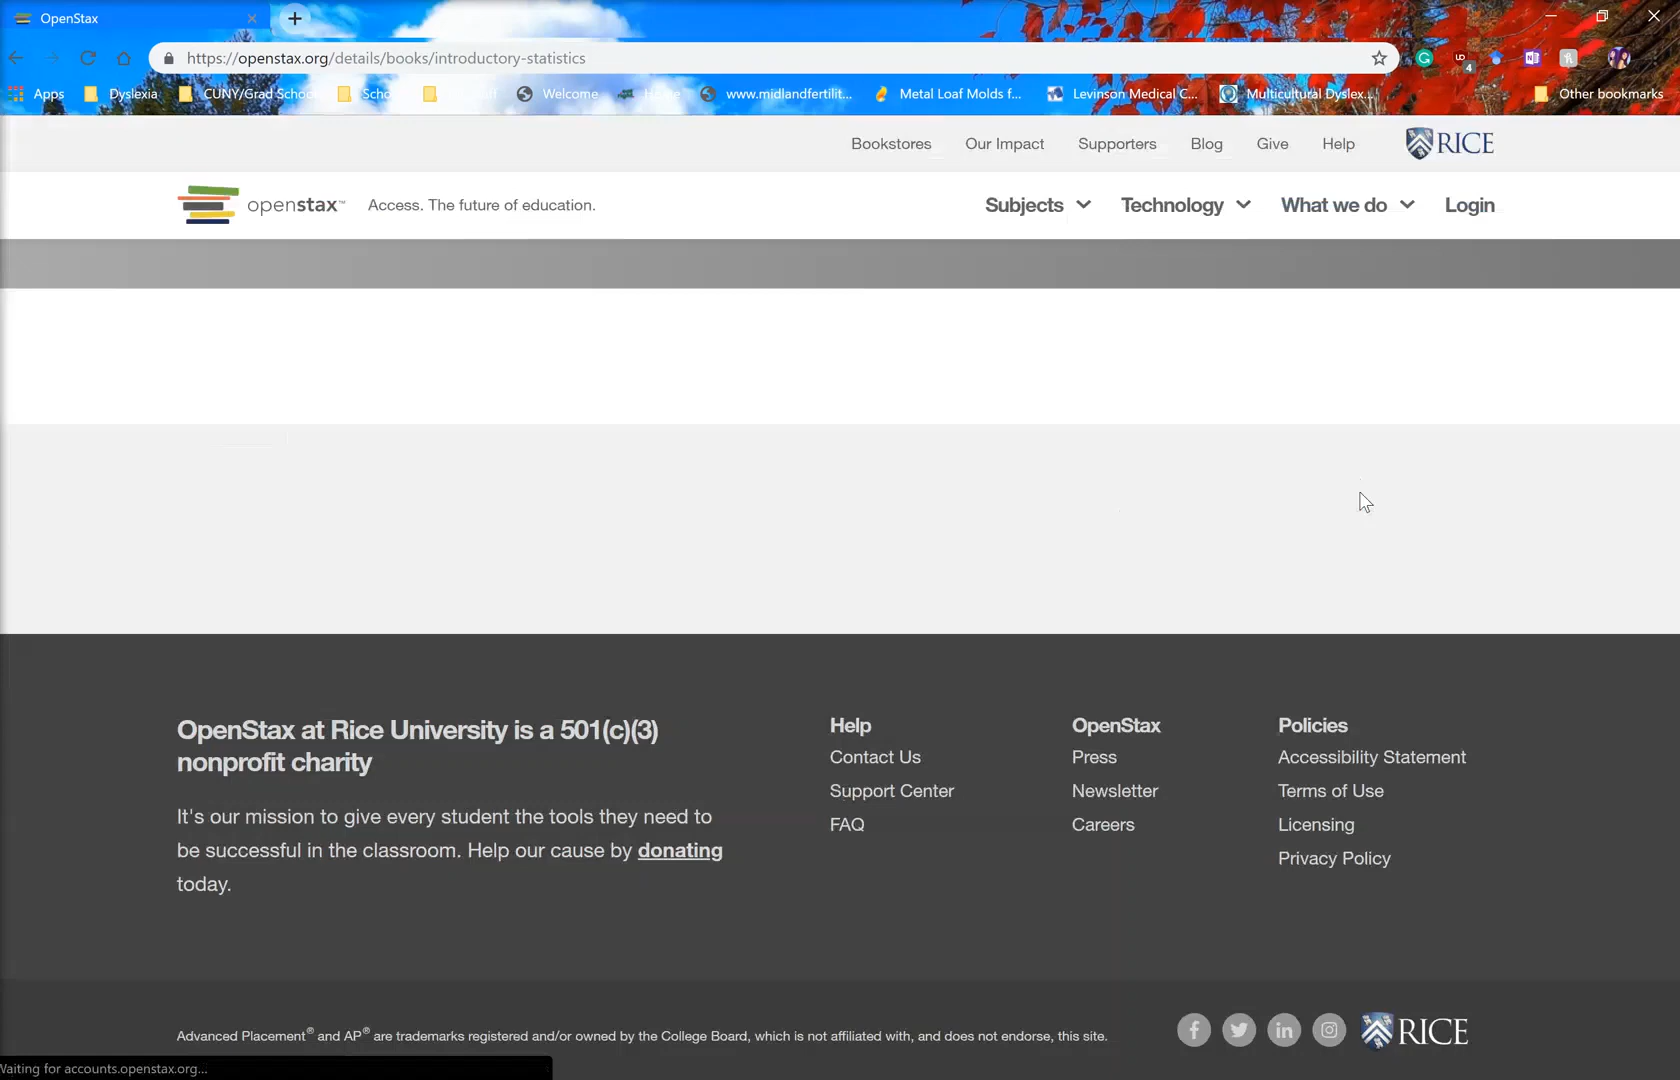 OpenStax
https://openstax.org/details/books/introductory-statistics
4
Apps Dyslexia CUNY/Grad Schoo Scho Welcome www.midlandfertilit... Metal Loaf Molds f... Levinson Medical C... Multicultural Dyslex... Other bookmarks
Bookstores Our Impact Supporters Blog Give Help RICE
openstax™ Access. The future of education. Subjects Technology What we do Login
OpenStax at Rice University is a 501(c)(3)
nonprofit charity
It's our mission to give every student the tools they need to
be successful in the classroom. Help our cause by donating
today.
Help
Contact Us
Support Center
FAQ
OpenStax
Press
Newsletter
Careers
Policies
Accessibility Statement
Terms of Use
Licensing
Privacy Policy
Advanced Placement® and AP® are trademarks registered and/or owned by the College Board, which is not affiliated with, and does not endorse, this site.
RICE
Waiting for accounts.openstax.org...